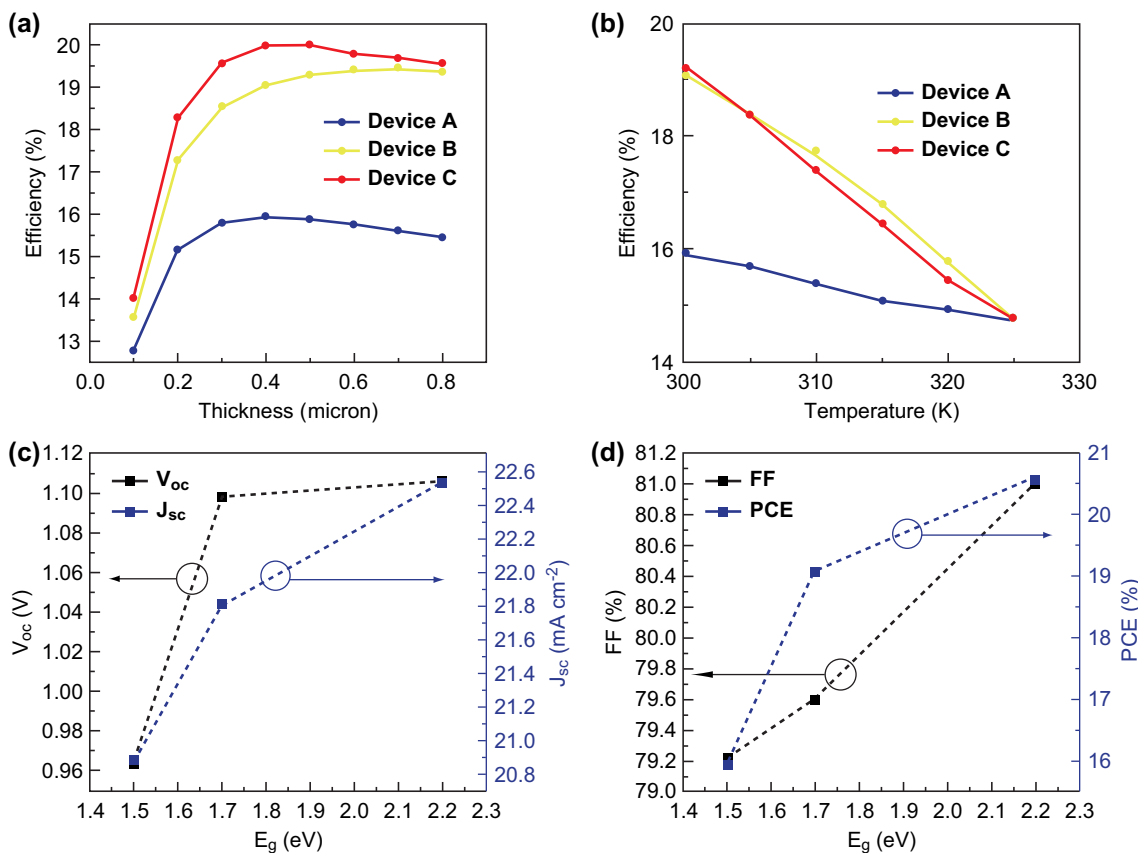 (a)
Efficiency (%)
20
19
18
17
16
15
14
13
0.0 0.2 0.4 0.6 0.8
Thickness (micron)
Device A
Device B
Device C
(b)
Efficiency (%)
20
18
16
14
300 310 320 330
Temperature (K)
Device A
Device B
Device C
(c)
V_oc (V)
1.12
1.10
1.08
1.06
1.04
1.02
1.00
0.98
0.96
V_oc
J_sc
22.6
22.4
22.2
22.0
21.8
21.6
21.4
21.2
21.0
20.8
J_sc (mA cm⁻²)
1.4 1.5 1.6 1.7 1.8 1.9 2.0 2.1 2.2 2.3
E_g (eV)
(d)
FF (%)
81.2
81.0
80.8
80.6
80.4
80.2
80.0
79.8
79.6
79.4
79.2
79.0
FF
PCE
21
20
19
18
17
16
PCE (%)
1.4 1.5 1.6 1.7 1.8 1.9 2.0 2.1 2.2 2.3
E_g (eV)